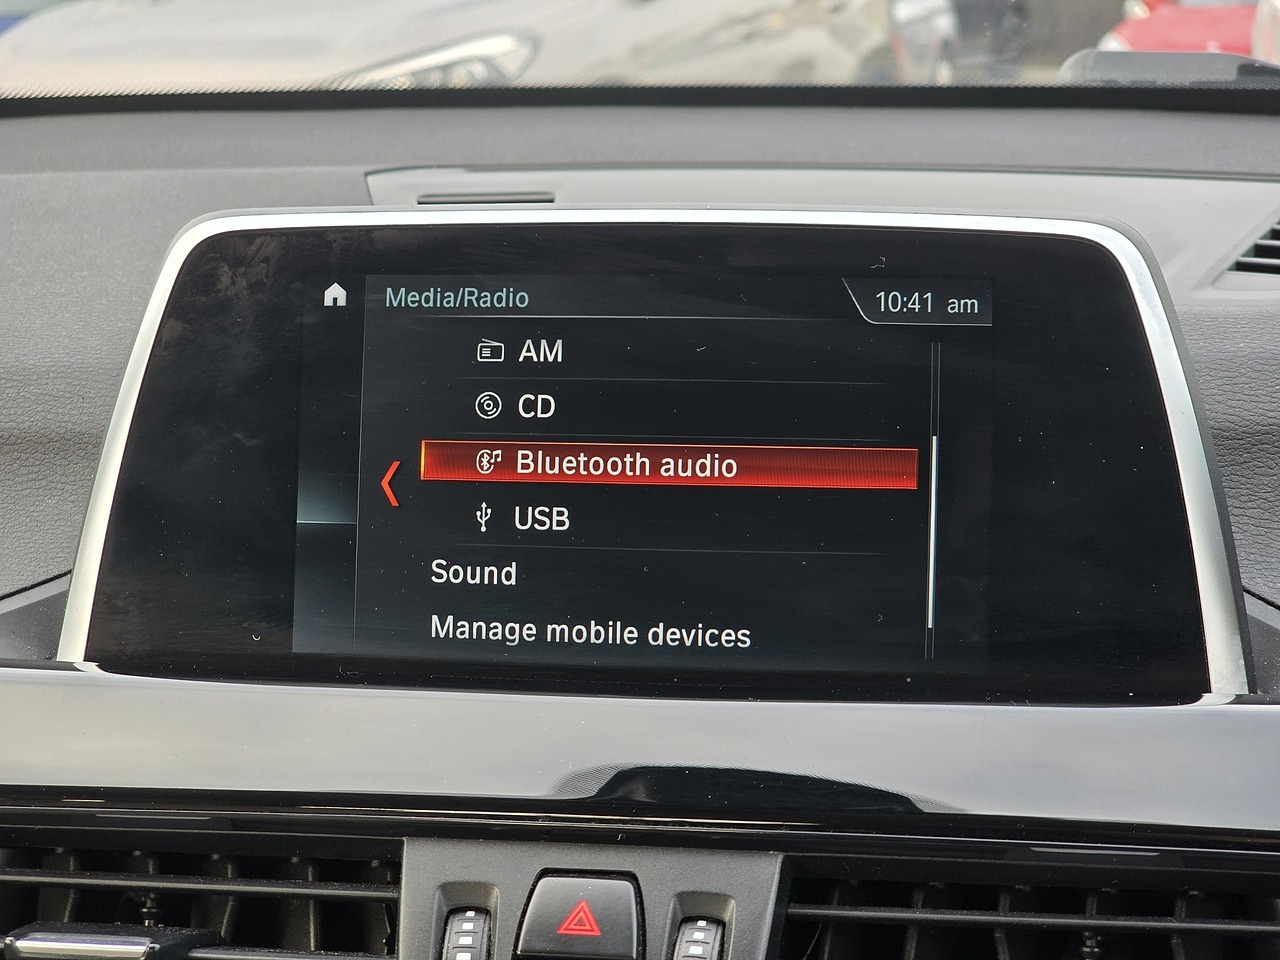 Media/Radio
10:41 am
AM
CD
Bluetooth audio
USB
Sound
Manage mobile devices